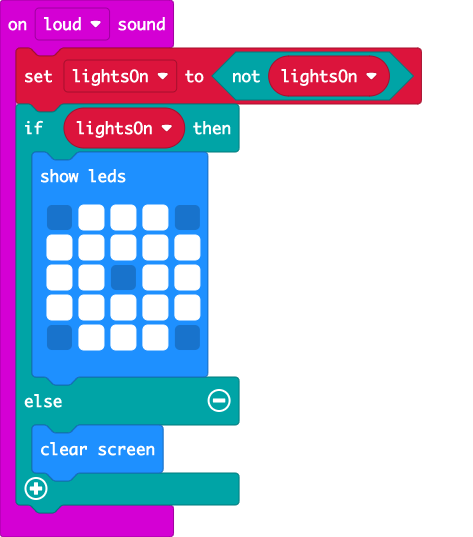 on loud sound
set lightsOn to not lightsOn
if lightsOn then
show leds
else
clear screen